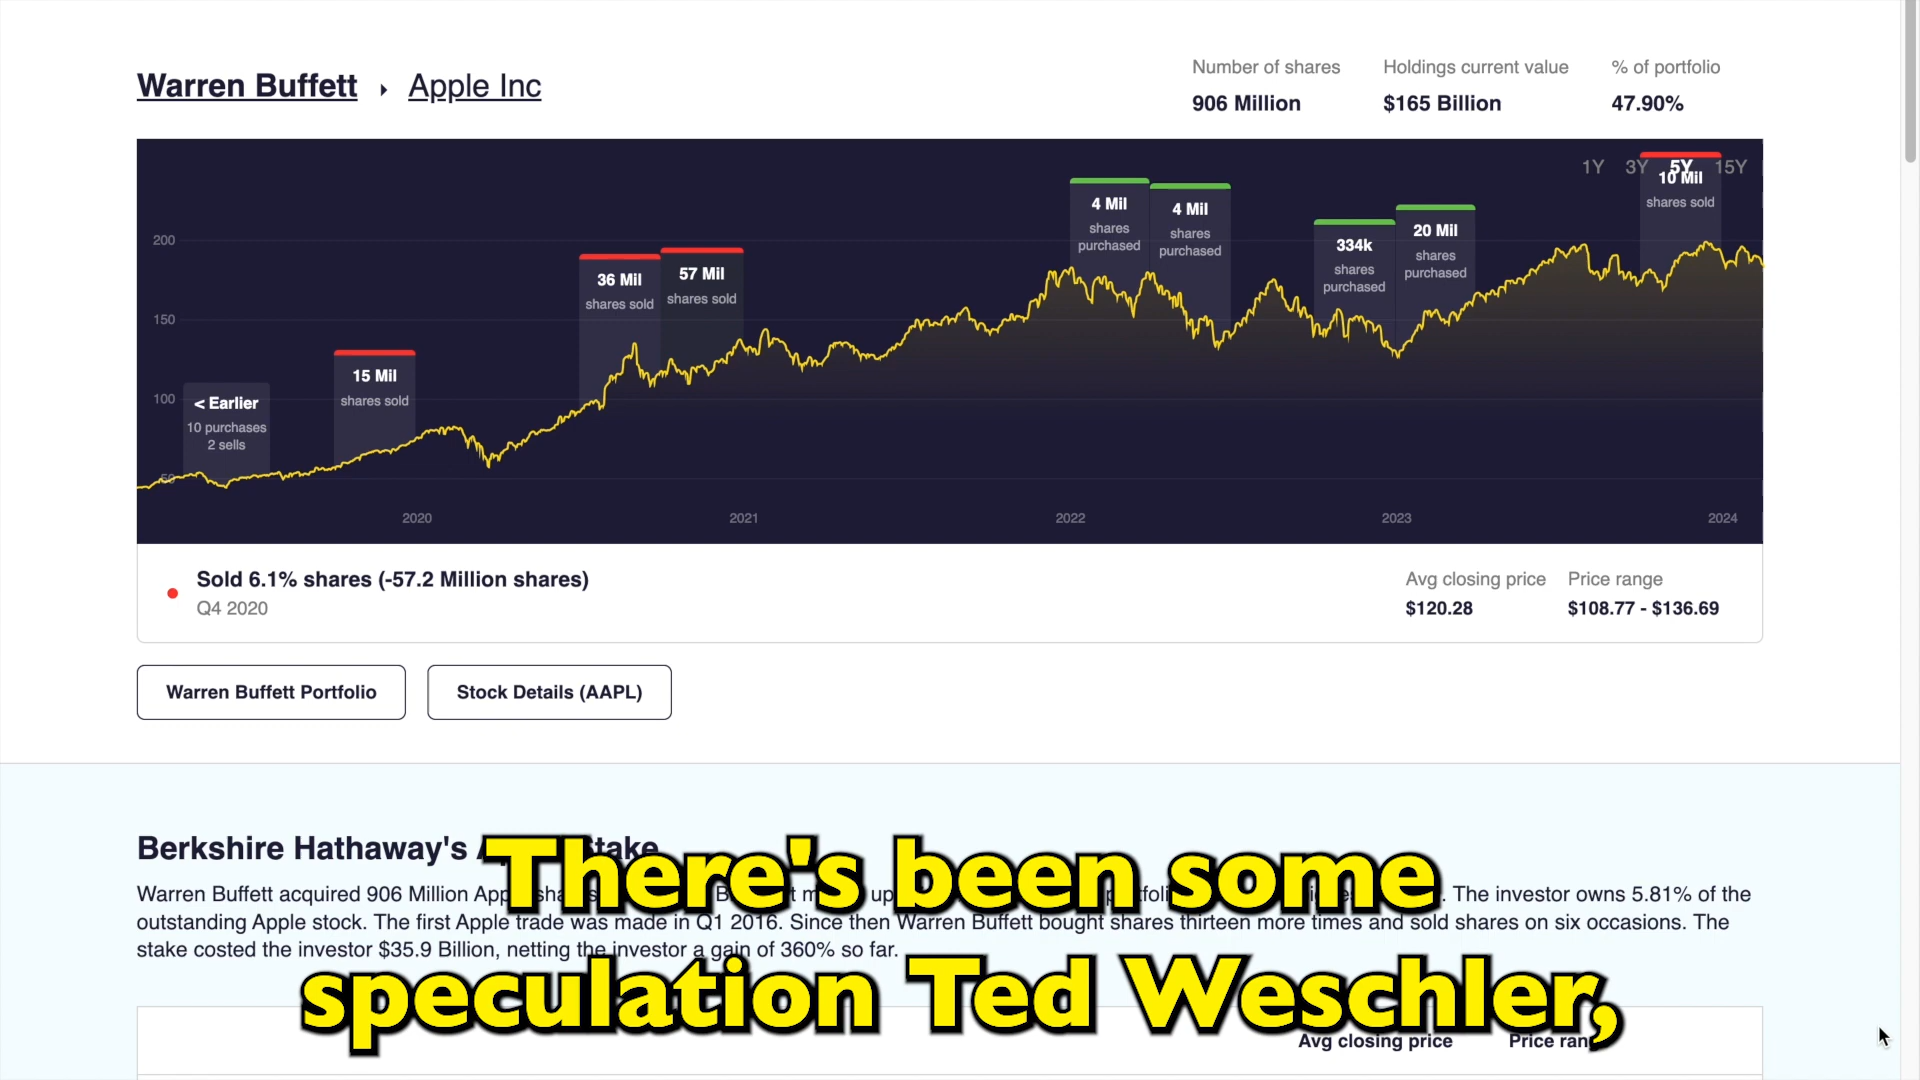 Warren Buffett ▸ Apple Inc
Number of shares
906 Million
Holdings current value
$165 Billion
% of portfolio
47.90%
1Y 3Y 5Y 15Y
10 Mil
shares sold
4 Mil
shares
purchased
4 Mil
shares
purchased
334k
shares
purchased
20 Mil
shares
purchased
36 Mil
shares sold
57 Mil
shares sold
15 Mil
shares sold
< Earlier
10 purchases
2 sells
200
150
100
50
2020 2021 2022 2023 2024
Sold 6.1% shares (-57.2 Million shares)
Q4 2020
Avg closing price
$120.28
Price range
$108.77 - $136.69
Warren Buffett Portfolio
Stock Details (AAPL)
Berkshire Hathaway's Stake
There's been some
Warren Buffett acquired 906 Million The investor owns 5.81% of the
outstanding Apple stock. The first Apple trade was made in Q1 2016. Since then Warren Buffett bought shares thirteen more times and sold shares on six occasions. The
stake costed the investor $35.9 Billion, netting the investor a gain of 360% so far.
speculation Ted Weschler,
Avg closing price
Price